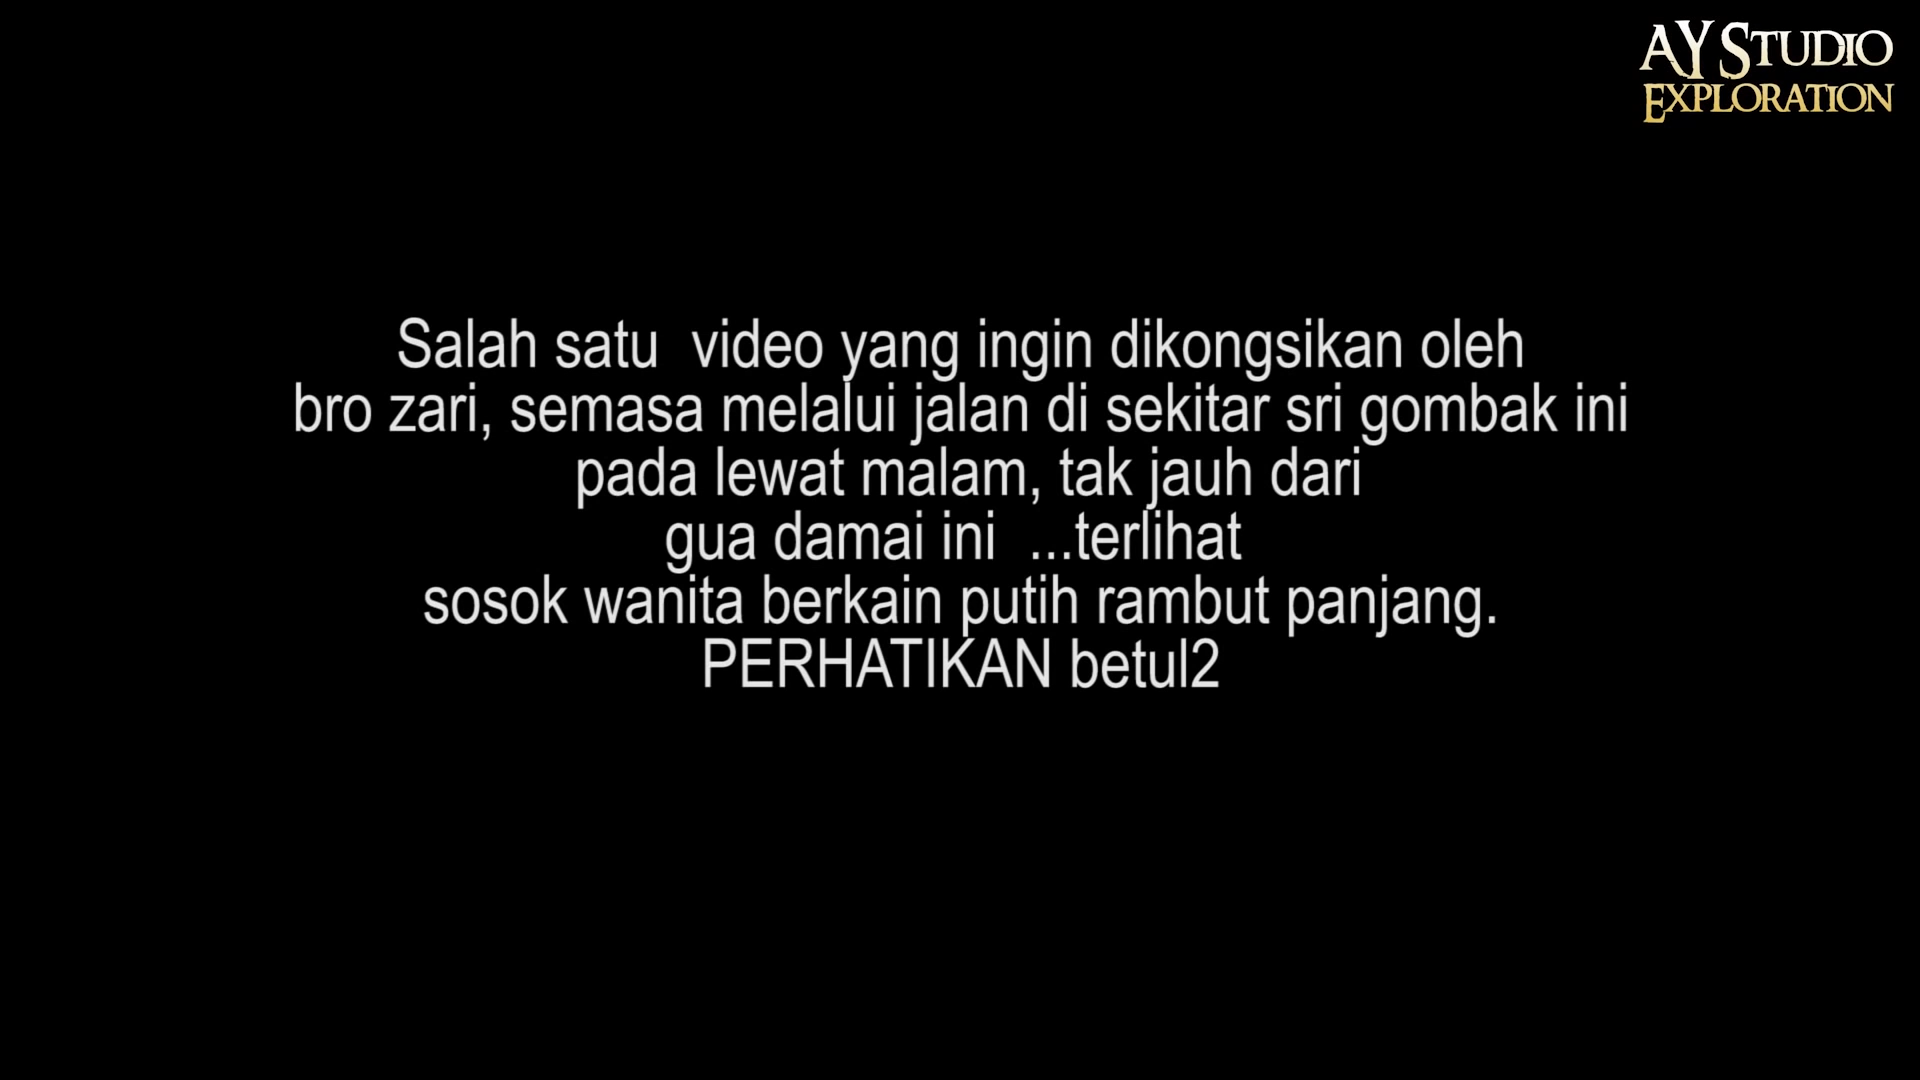 AY STUDIO
EXPLORATION
Salah satu  video yang ingin dikongsikan oleh
bro zari, semasa melalui jalan di sekitar sri gombak ini
pada lewat malam, tak jauh dari
gua damai ini  ...terlihat
sosok wanita berkain putih rambut panjang.
PERHATIKAN betul2